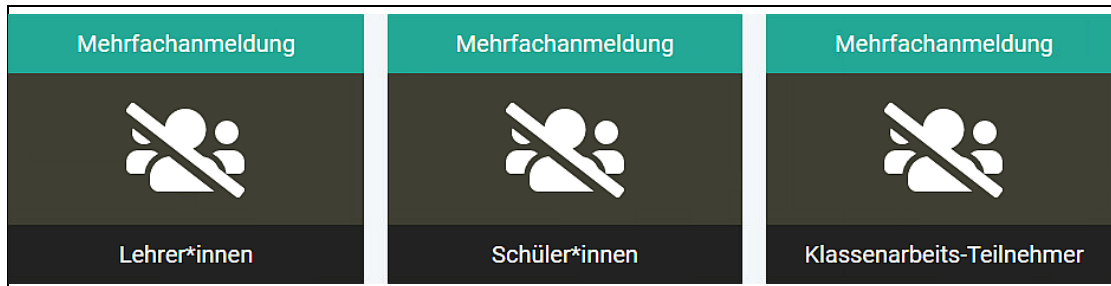 Mehrfachanmeldung
Mehrfachanmeldung
Mehrfachanmeldung
Lehrer*innen
Schüler*innen
Klassenarbeits-Teilnehmer